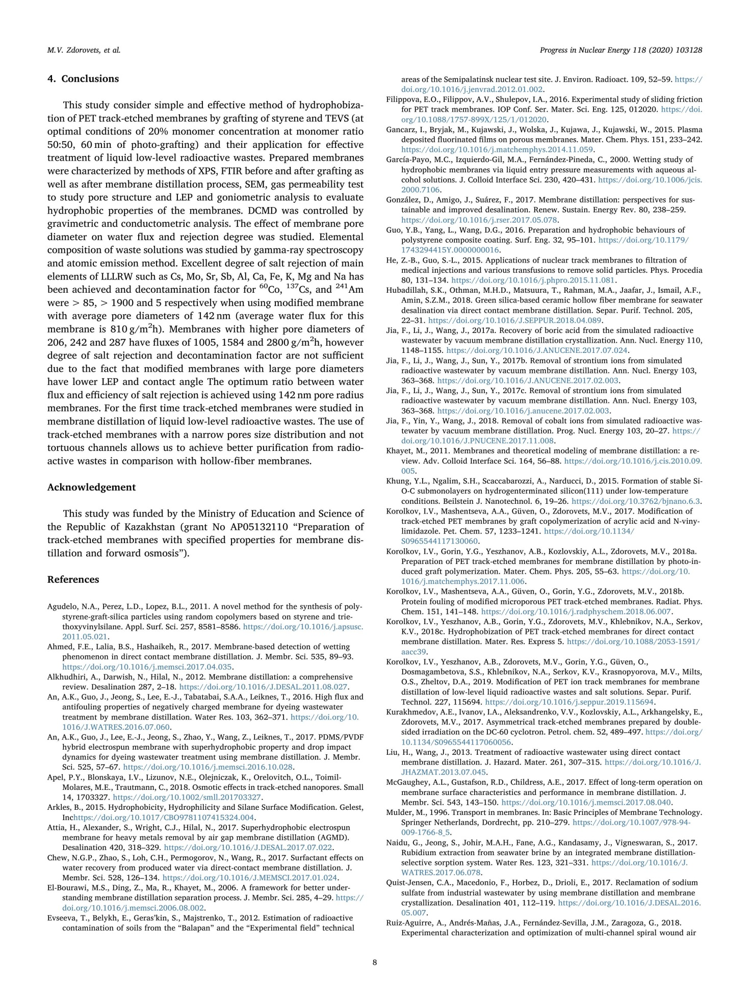 M.V. Zdorovets, et al.
Progress in Nuclear Energy 118 (2020) 103128
4. Conclusions
This study consider simple and effective method of hydrophobiza-
tion of PET track-etched membranes by grafting of styrene and TEVS (at
optimal conditions of 20% monomer concentration at monomer ratio
50:50, 60 min of photo-grafting) and their application for effective
treatment of liquid low-level radioactive wastes. Prepared membranes
were characterized by methods of XPS, FTIR before and after grafting as
well as after membrane distillation process, SEM, gas permeability test
to study pore structure and LEP and goniometric analysis to evaluate
hydrophobic properties of the membranes. DCMD was controlled by
gravimetric and conductometric analysis. The effect of membrane pore
diameter on water flux and rejection degree was studied. Elemental
composition of waste solutions was studied by gamma-ray spectroscopy
and atomic emission method. Excellent degree of salt rejection of main
elements of LLLRW such as Cs, Mo, Sr, Sb, Al, Ca, Fe, K, Mg and Na has
been achieved and decontamination factor for ⁶⁰Co, ¹³⁷Cs, and ²⁴¹Am
were > 85, > 1900 and 5 respectively when using modified membrane
with average pore diameters of 142 nm (average water flux for this
membrane is 810 g/m²h). Membranes with higher pore diameters of
206, 242 and 287 have fluxes of 1005, 1584 and 2800 g/m²h, however
degree of salt rejection and decontamination factor are not sufficient
due to the fact that modified membranes with large pore diameters
have lower LEP and contact angle The optimum ratio between water
flux and efficiency of salt rejection is achieved using 142 nm pore radius
membranes. For the first time track-etched membranes were studied in
membrane distillation of liquid low-level radioactive wastes. The use of
track-etched membranes with a narrow pores size distribution and not
tortuous channels allows us to achieve better purification from radio-
active wastes in comparison with hollow-fiber membranes.
Acknowledgement
This study was funded by the Ministry of Education and Science of
the Republic of Kazakhstan (grant No AP05132110 “Preparation of
track-etched membranes with specified properties for membrane dis-
tillation and forward osmosis”).
References
Agudelo, N.A., Perez, L.D., Lopez, B.L., 2011. A novel method for the synthesis of poly-
styrene-graft-silica particles using random copolymers based on styrene and trie-
thoxyvinylsilane. Appl. Surf. Sci. 257, 8581–8586. https://doi.org/10.1016/j.apsusc.
2011.05.021.
Ahmed, F.E., Lalia, B.S., Hashaikeh, R., 2017. Membrane-based detection of wetting
phenomenon in direct contact membrane distillation. J. Membr. Sci. 535, 89–93.
https://doi.org/10.1016/j.memsci.2017.04.035.
Alkhudhiri, A., Darwish, N., Hilal, N., 2012. Membrane distillation: a comprehensive
review. Desalination 287, 2–18. https://doi.org/10.1016/J.DESAL.2011.08.027.
An, A.K., Guo, J., Jeong, S., Lee, E.-J., Tabatabai, S.A.A., Leiknes, T., 2016. High flux and
antifouling properties of negatively charged membrane for dyeing wastewater
treatment by membrane distillation. Water Res. 103, 362–371. https://doi.org/10.
1016/J.WATRES.2016.07.060.
An, A.K., Guo, J., Lee, E.-J., Jeong, S., Zhao, Y., Wang, Z., Leiknes, T., 2017. PDMS/PVDF
hybrid electrospun membrane with superhydrophobic property and drop impact
dynamics for dyeing wastewater treatment using membrane distillation. J. Membr.
Sci. 525, 57–67. https://doi.org/10.1016/j.memsci.2016.10.028.
Apel, P.Y., Blonskaya, I.V., Lizunov, N.E., Olejniczak, K., Orelovitch, O.L., Toimil-
Molares, M.E., Trautmann, C., 2018. Osmotic effects in track-etched nanopores. Small
14, 1703327. https://doi.org/10.1002/smll.201703327.
Arkles, B., 2015. Hydrophobicity, Hydrophilicity and Silane Surface Modification. Gelest,
Inchttps://doi.org/10.1017/CBO9781107415324.004.
Attia, H., Alexander, S., Wright, C.J., Hilal, N., 2017. Superhydrophobic electrospun
membrane for heavy metals removal by air gap membrane distillation (AGMD).
Desalination 420, 318–329. https://doi.org/10.1016/J.DESAL.2017.07.022.
Chew, N.G.P., Zhao, S., Loh, C.H., Permogorov, N., Wang, R., 2017. Surfactant effects on
water recovery from produced water via direct-contact membrane distillation. J.
Membr. Sci. 528, 126–134. https://doi.org/10.1016/J.MEMSCI.2017.01.024.
El-Bourawi, M.S., Ding, Z., Ma, R., Khayet, M., 2006. A framework for better under-
standing membrane distillation separation process. J. Membr. Sci. 285, 4–29. https://
doi.org/10.1016/j.memsci.2006.08.002.
Evseeva, T., Belykh, E., Geras’kin, S., Majstrenko, T., 2012. Estimation of radioactive
contamination of soils from the “Balapan” and the “Experimental field” technical
areas of the Semipalatinsk nuclear test site. J. Environ. Radioact. 109, 52–59. https://
doi.org/10.1016/j.jenvrad.2012.01.002.
Filippova, E.O., Filippov, A.V., Shulepov, I.A., 2016. Experimental study of sliding friction
for PET track membranes. IOP Conf. Ser. Mater. Sci. Eng. 125, 012020. https://doi.
org/10.1088/1757-899X/125/1/012020.
Gancarz, I., Bryjak, M., Kujawski, J., Wolska, J., Kujawa, J., Kujawski, W., 2015. Plasma
deposited fluorinated films on porous membranes. Mater. Chem. Phys. 151, 233–242.
https://doi.org/10.1016/j.matchemphys.2014.11.059.
García-Payo, M.C., Izquierdo-Gil, M.A., Fernández-Pineda, C., 2000. Wetting study of
hydrophobic membranes via liquid entry pressure measurements with aqueous al-
cohol solutions. J. Colloid Interface Sci. 230, 420–431. https://doi.org/10.1006/jcis.
2000.7106.
González, D., Amigo, J., Suárez, F., 2017. Membrane distillation: perspectives for sus-
tainable and improved desalination. Renew. Sustain. Energy Rev. 80, 238–259.
https://doi.org/10.1016/j.rser.2017.05.078.
Guo, Y.B., Yang, L., Wang, D.G., 2016. Preparation and hydrophobic behaviours of
polystyrene composite coating. Surf. Eng. 32, 95–101. https://doi.org/10.1179/
1743294415Y.0000000016.
He, Z.-B., Guo, S.-L., 2015. Applications of nuclear track membranes to filtration of
medical injections and various transfusions to remove solid particles. Phys. Procedia
80, 131–134. https://doi.org/10.1016/j.phpro.2015.11.081.
Hubadillah, S.K., Othman, M.H.D., Matsuura, T., Rahman, M.A., Jaafar, J., Ismail, A.F.,
Amin, S.Z.M., 2018. Green silica-based ceramic hollow fiber membrane for seawater
desalination via direct contact membrane distillation. Separ. Purif. Technol. 205,
22–31. https://doi.org/10.1016/J.SEPPUR.2018.04.089.
Jia, F., Li, J., Wang, J., 2017a. Recovery of boric acid from the simulated radioactive
wastewater by vacuum membrane distillation crystallization. Ann. Nucl. Energy 110,
1148–1155. https://doi.org/10.1016/J.ANUCENE.2017.07.024.
Jia, F., Li, J., Wang, J., Sun, Y., 2017b. Removal of strontium ions from simulated
radioactive wastewater by vacuum membrane distillation. Ann. Nucl. Energy 103,
363–368. https://doi.org/10.1016/J.ANUCENE.2017.02.003.
Jia, F., Li, J., Wang, J., Sun, Y., 2017c. Removal of strontium ions from simulated
radioactive wastewater by vacuum membrane distillation. Ann. Nucl. Energy 103,
363–368. https://doi.org/10.1016/j.anucene.2017.02.003.
Jia, F., Yin, Y., Wang, J., 2018. Removal of cobalt ions from simulated radioactive was-
tewater by vacuum membrane distillation. Prog. Nucl. Energy 103, 20–27. https://
doi.org/10.1016/J.PNUCENE.2017.11.008.
Khayet, M., 2011. Membranes and theoretical modeling of membrane distillation: a re-
view. Adv. Colloid Interface Sci. 164, 56–88. https://doi.org/10.1016/j.cis.2010.09.
005.
Khung, Y.L., Ngalim, S.H., Scaccabarozzi, A., Narducci, D., 2015. Formation of stable Si-
O-C submonolayers on hydrogenterminated silicon(111) under low-temperature
conditions. Beilstein J. Nanotechnol. 6, 19–26. https://doi.org/10.3762/bjnano.6.3.
Korolkov, I.V., Mashentseva, A.A., Güven, O., Zdorovets, M.V., 2017. Modification of
track-etched PET membranes by graft copolymerization of acrylic acid and N-viny-
limidazole. Pet. Chem. 57, 1233–1241. https://doi.org/10.1134/
S0965544117130060.
Korolkov, I.V., Gorin, Y.G., Yeszhanov, A.B., Kozlovskiy, A.L., Zdorovets, M.V., 2018a.
Preparation of PET track-etched membranes for membrane distillation by photo-in-
duced graft polymerization. Mater. Chem. Phys. 205, 55–63. https://doi.org/10.
1016/j.matchemphys.2017.11.006.
Korolkov, I.V., Mashentseva, A.A., Güven, O., Gorin, Y.G., Zdorovets, M.V., 2018b.
Protein fouling of modified microporous PET track-etched membranes. Radiat. Phys.
Chem. 151, 141–148. https://doi.org/10.1016/j.radphyschem.2018.06.007.
Korolkov, I.V., Yeszhanov, A.B., Gorin, Y.G., Zdorovets, M.V., Khlebnikov, N.A., Serkov,
K.V., 2018c. Hydrophobization of PET track-etched membranes for direct contact
membrane distillation. Mater. Res. Express 5. https://doi.org/10.1088/2053-1591/
aacc39.
Korolkov, I.V., Yeszhanov, A.B., Zdorovets, M.V., Gorin, Y.G., Güven, O.,
Dosmagambetova, S.S., Khlebnikov, N.A., Serkov, K.V., Krasnopyorova, M.V., Milts,
O.S., Zheltov, D.A., 2019. Modification of PET ion track membranes for membrane
distillation of low-level liquid radioactive wastes and salt solutions. Separ. Purif.
Technol. 227, 115694. https://doi.org/10.1016/j.seppur.2019.115694.
Kurakhmedov, A.E., Ivanov, I.A., Aleksandrenko, V.V., Kozlovskiy, A.L., Arkhangelsky, E.,
Zdorovets, M.V., 2017. Asymmetrical track-etched membranes prepared by double-
sided irradiation on the DC-60 cyclotron. Petrol. chem. 52, 489–497. https://doi.org/
10.1134/S0965544117060056.
Liu, H., Wang, J., 2013. Treatment of radioactive wastewater using direct contact
membrane distillation. J. Hazard. Mater. 261, 307–315. https://doi.org/10.1016/J.
JHAZMAT.2013.07.045.
McGaughey, A.L., Gustafson, R.D., Childress, A.E., 2017. Effect of long-term operation on
membrane surface characteristics and performance in membrane distillation. J.
Membr. Sci. 543, 143–150. https://doi.org/10.1016/j.memsci.2017.08.040.
Mulder, M., 1996. Transport in membranes. In: Basic Principles of Membrane Technology.
Springer Netherlands, Dordrecht, pp. 210–279. https://doi.org/10.1007/978-94-
009-1766-8_5.
Naidu, G., Jeong, S., Johir, M.A.H., Fane, A.G., Kandasamy, J., Vigneswaran, S., 2017.
Rubidium extraction from seawater brine by an integrated membrane distillation-
selective sorption system. Water Res. 123, 321–331. https://doi.org/10.1016/J.
WATRES.2017.06.078.
Quist-Jensen, C.A., Macedonio, F., Horbez, D., Drioli, E., 2017. Reclamation of sodium
sulfate from industrial wastewater by using membrane distillation and membrane
crystallization. Desalination 401, 112–119. https://doi.org/10.1016/J.DESAL.2016.
05.007.
Ruiz-Aguirre, A., Andrés-Mañas, J.A., Fernández-Sevilla, J.M., Zaragoza, G., 2018.
Experimental characterization and optimization of multi-channel spiral wound air
8